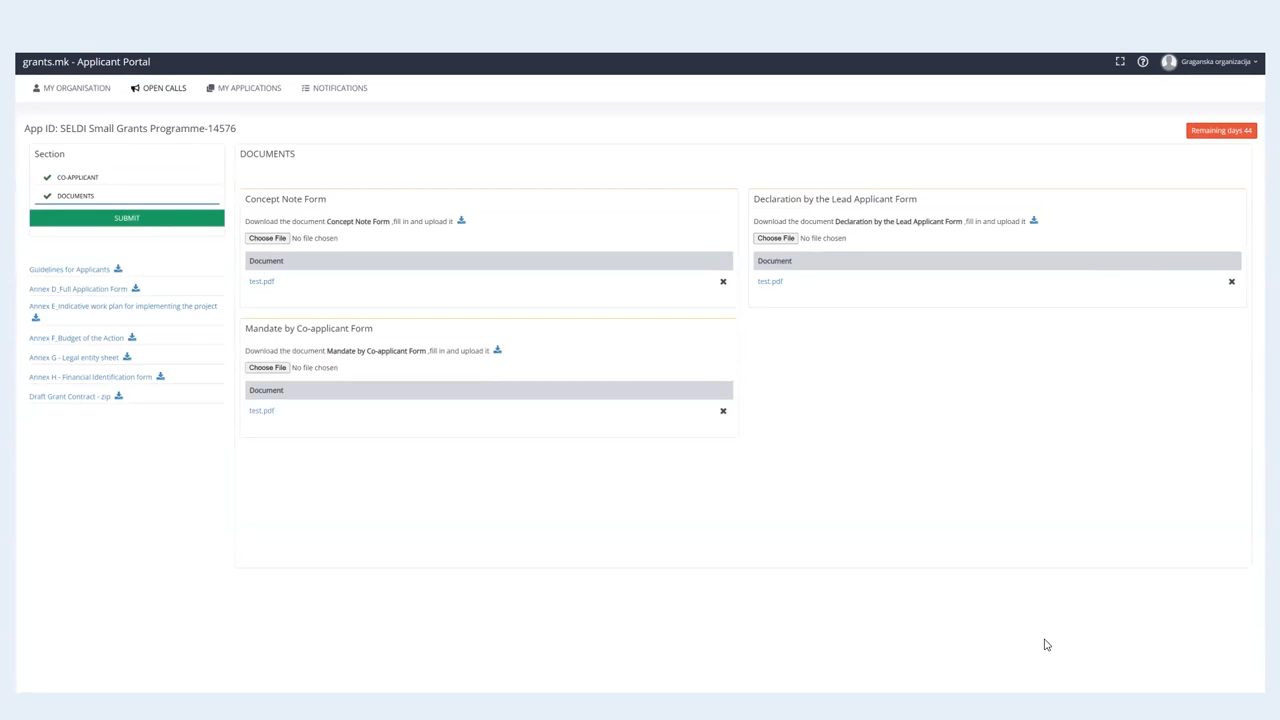 grants.mk - Applicant Portal
Graganska organizacija
MY ORGANISATION
OPEN CALLS
MY APPLICATIONS
NOTIFICATIONS
App ID: SELDI Small Grants Programme-14576
Remaining days 44
Section
CO-APPLICANT
DOCUMENTS
SUBMIT
Guidelines for Applicants
Annex D_Full Application Form
Annex E_Indicative work plan for implementing the project
Annex F_Budget of the Action
Annex G - Legal entity sheet
Annex H - Financial Identification form
Draft Grant Contract - zip
DOCUMENTS
Concept Note Form
Download the document Concept Note Form ,fill in and upload it
Choose File No file chosen
Document
test.pdf
Declaration by the Lead Applicant Form
Download the document Declaration by the Lead Applicant Form ,fill in and upload it
Choose File No file chosen
Document
test.pdf
Mandate by Co-applicant Form
Download the document Mandate by Co-applicant Form ,fill in and upload it
Choose File No file chosen
Document
test.pdf